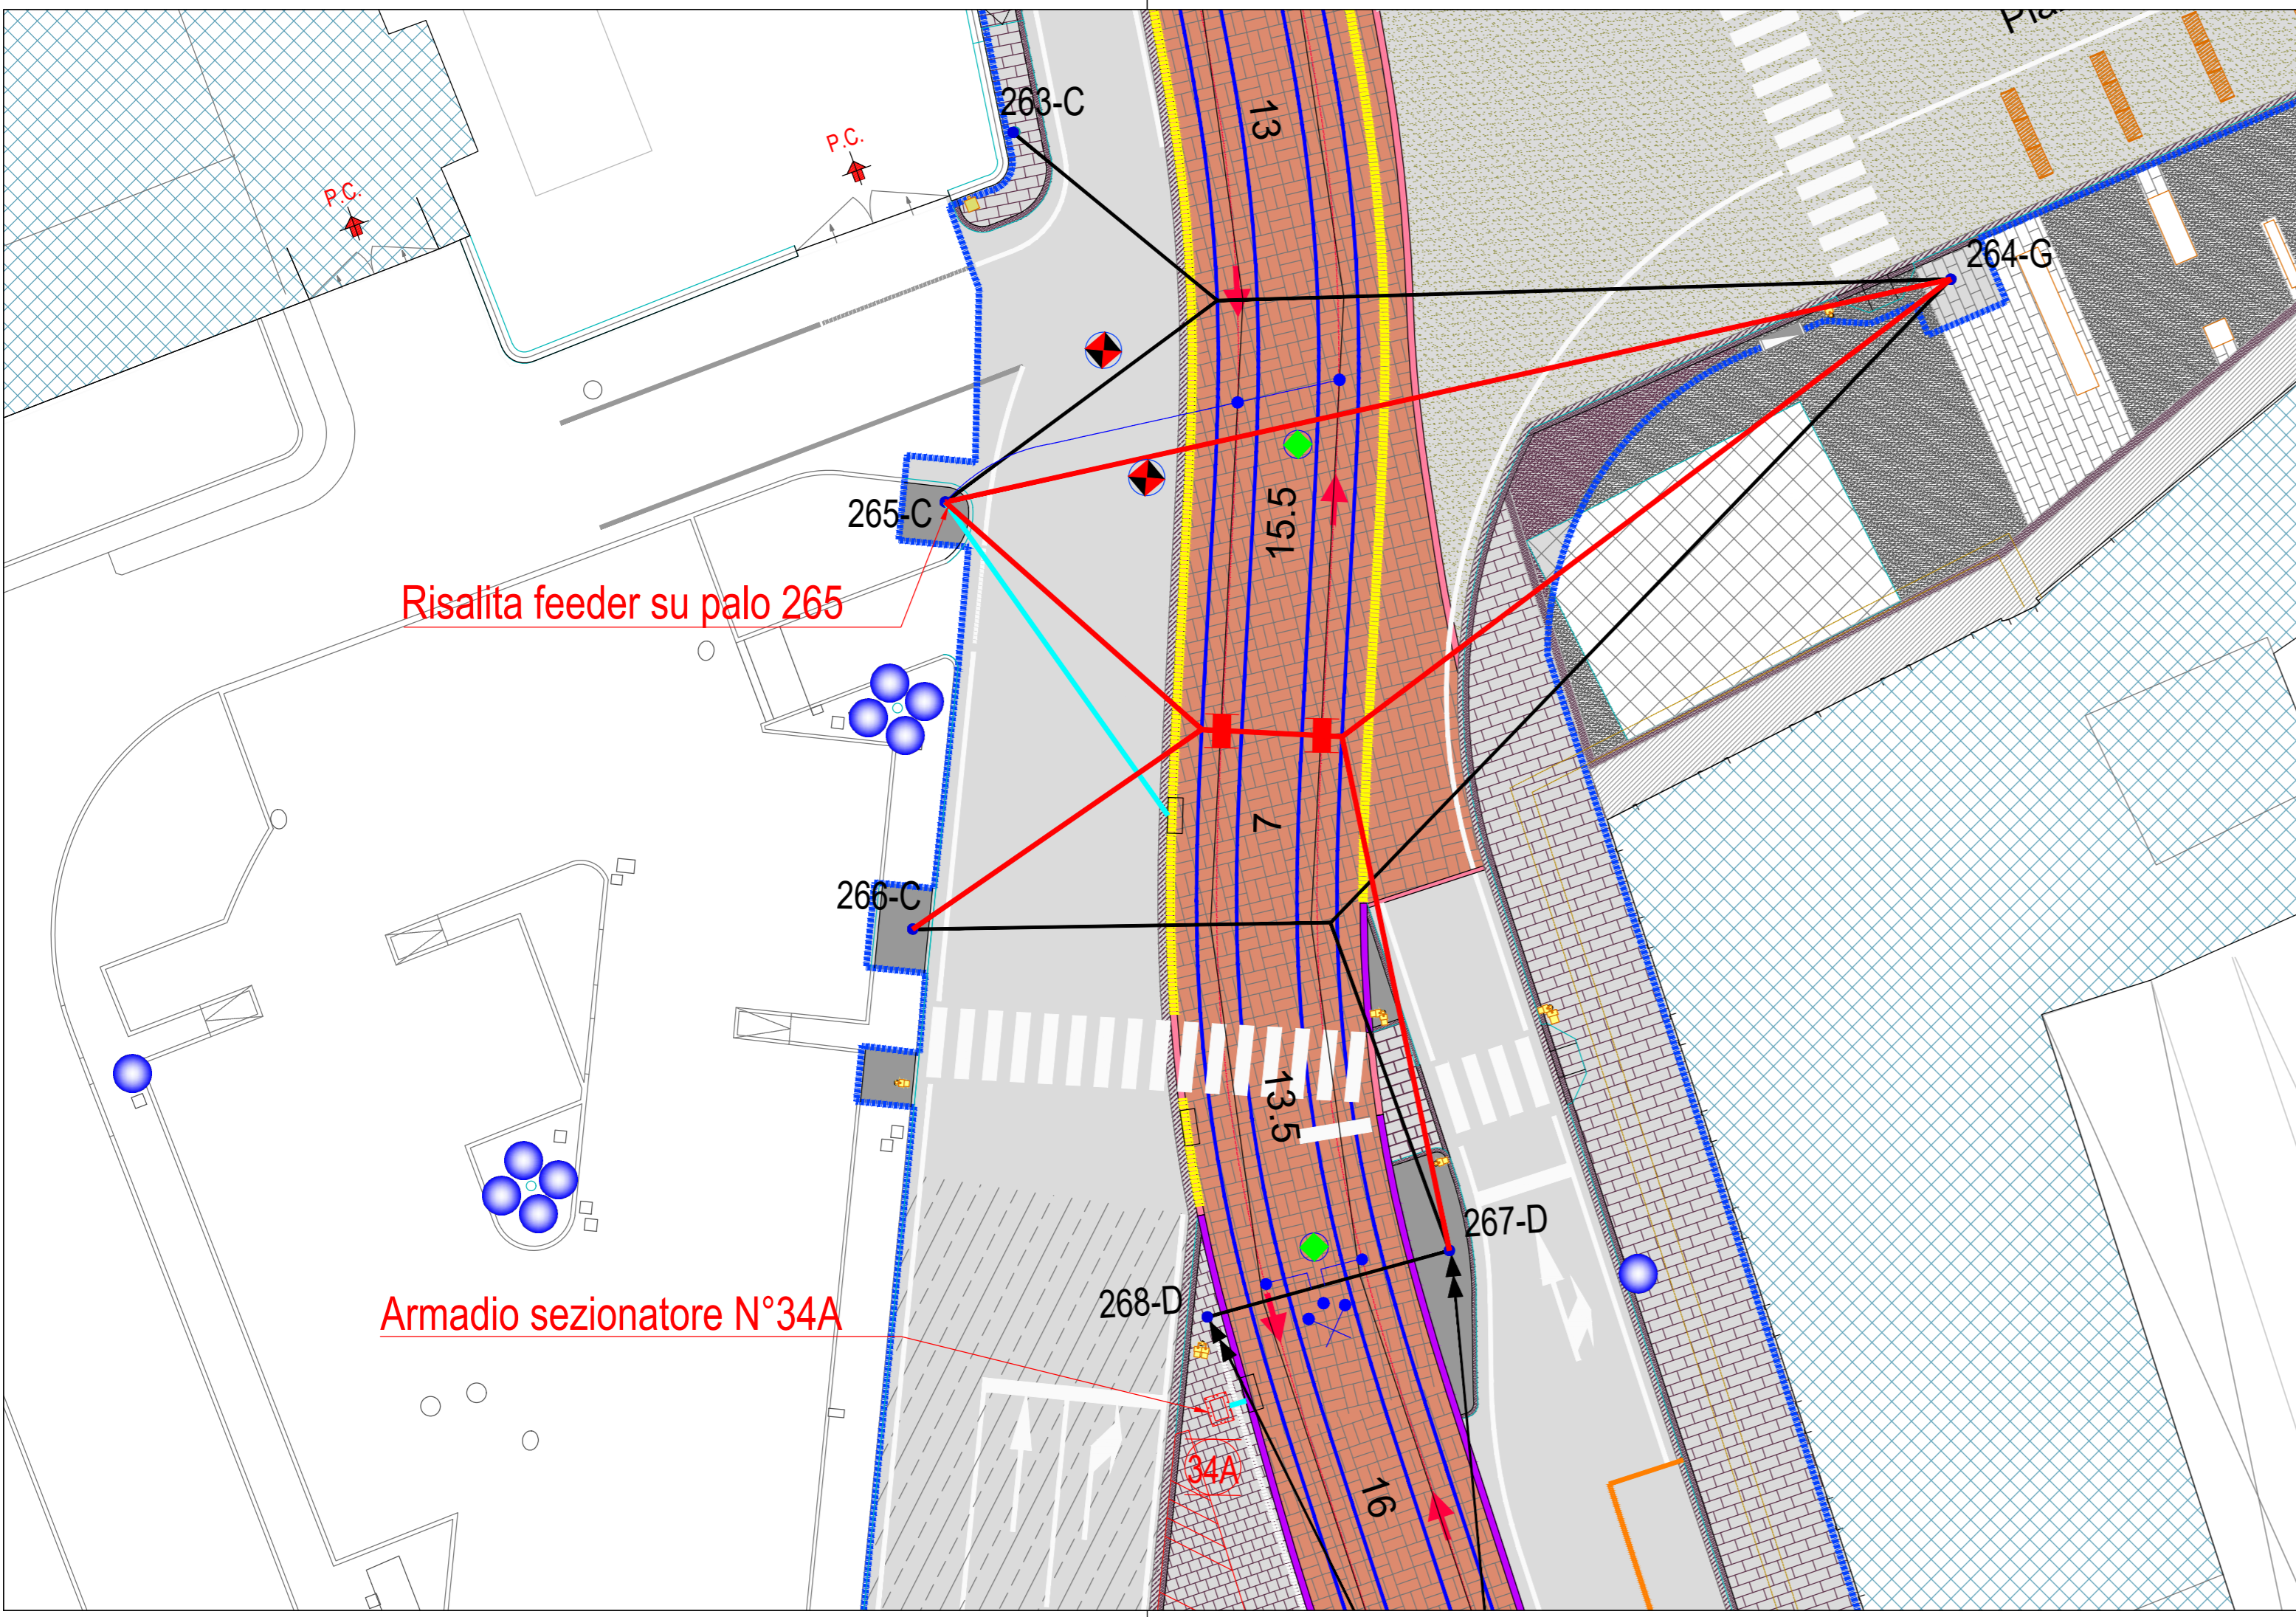 263-C
13
P.C.
P.C.
264-G
265-C
15.5
Risalita feeder su palo 265
7
266-C
13.5
267-D
268-D
Armadio sezionatore N°34A
34A
16